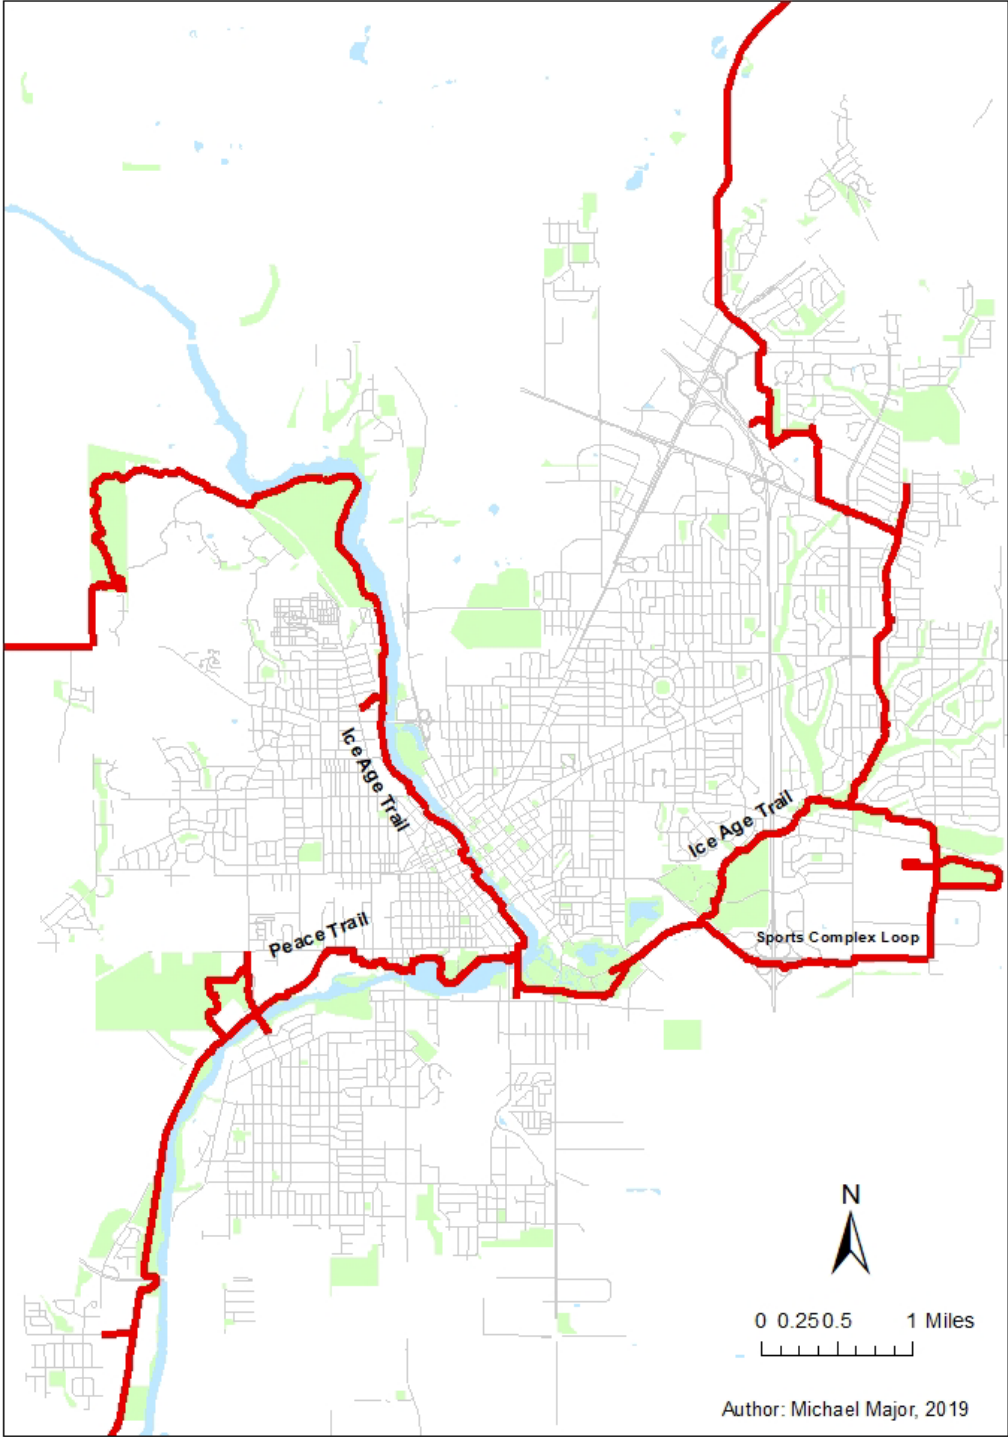 Ice Age Trail
Ice Age Trail
Peace Trail
Sports Complex Loop
N
0 0.25 0.5 1 Miles
Author: Michael Major, 2019